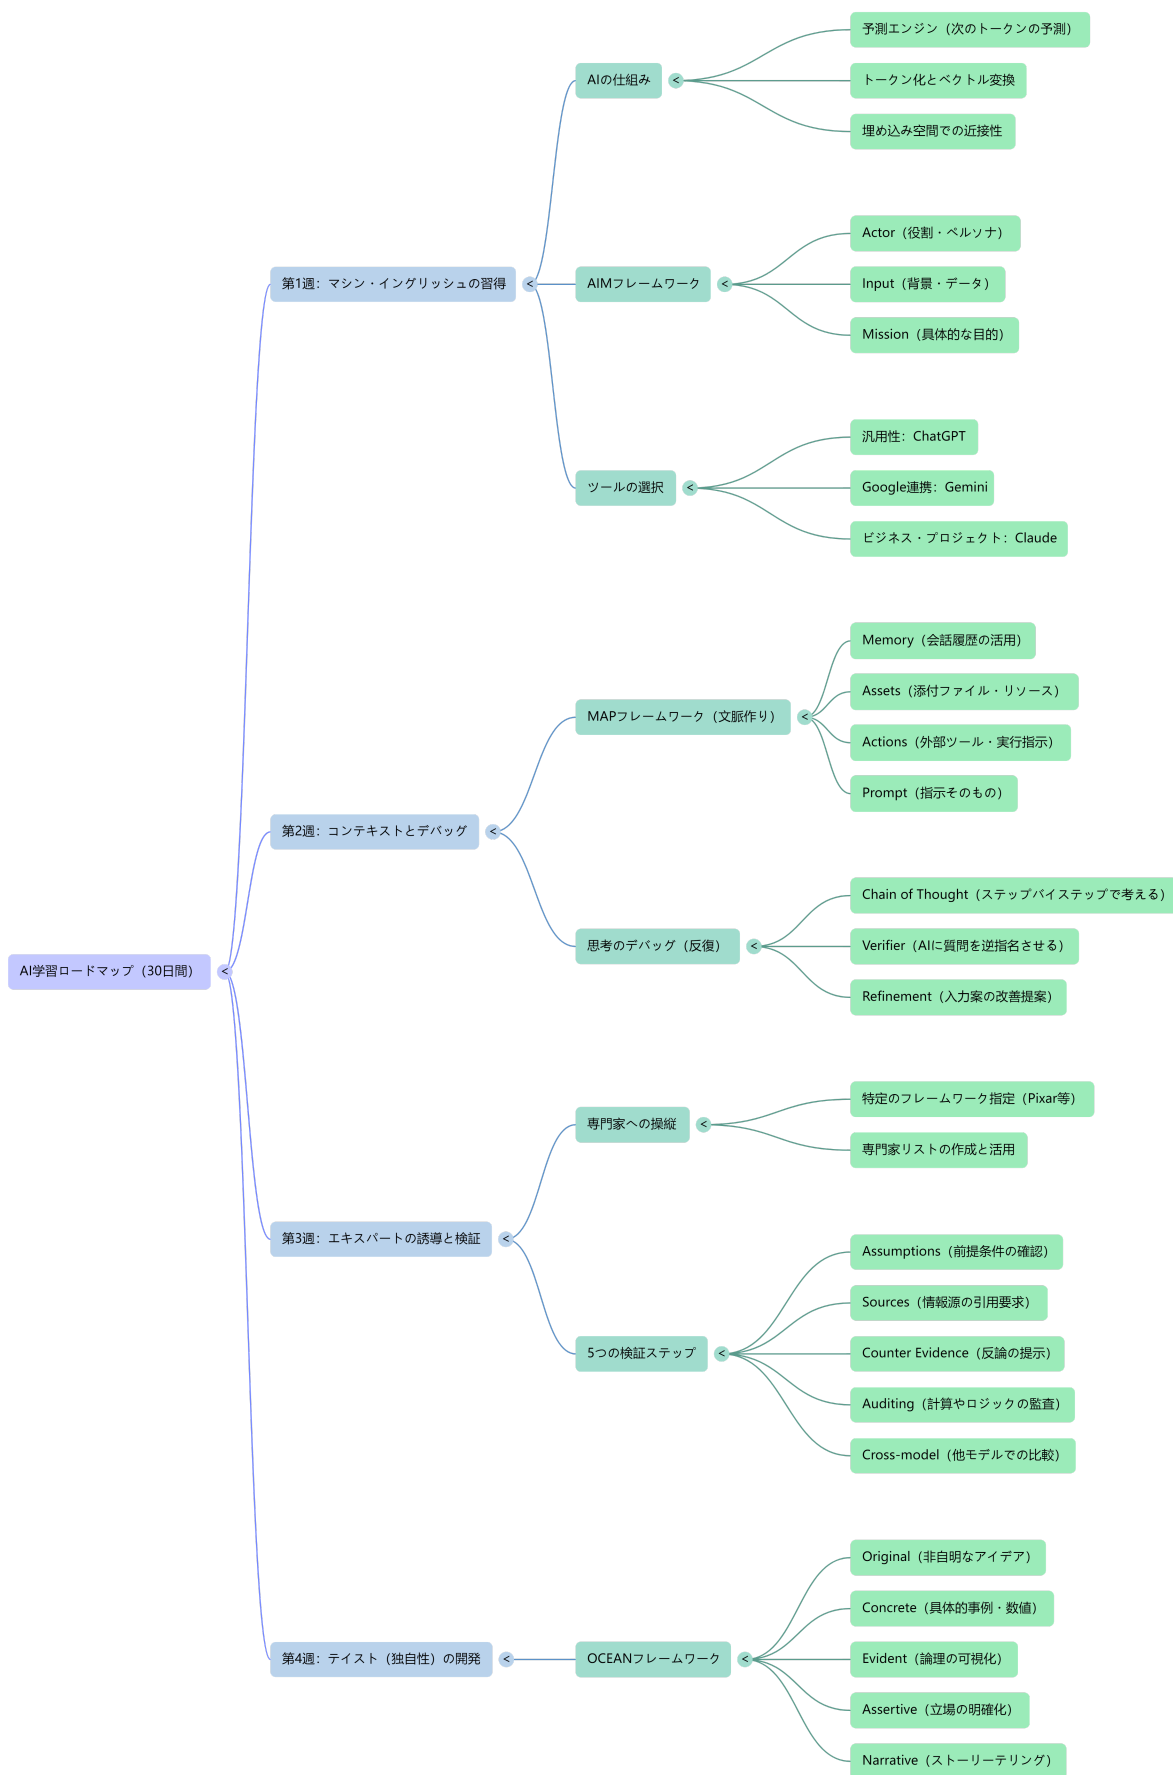 AI学習ロードマップ（30日間）
<
第1週：マシン・イングリッシュの習得
<
AIの仕組み
<
予測エンジン（次のトークンの予測）
トークン化とベクトル変換
埋め込み空間での近接性
AIMフレームワーク
<
Actor（役割・ペルソナ）
Input（背景・データ）
Mission（具体的な目的）
ツールの選択
<
汎用性：ChatGPT
Google連携：Gemini
ビジネス・プロジェクト：Claude
第2週：コンテキストとデバッグ
<
MAPフレームワーク（文脈作り）
<
Memory（会話履歴の活用）
Assets（添付ファイル・リソース）
Actions（外部ツール・実行指示）
Prompt（指示そのもの）
思考のデバッグ（反復）
<
Chain of Thought（ステップバイステップで考える）
Verifier（AIに質問を逆指名させる）
Refinement（入力案の改善提案）
第3週：エキスパートの誘導と検証
<
専門家への操縦
<
特定のフレームワーク指定（Pixar等）
専門家リストの作成と活用
5つの検証ステップ
<
Assumptions（前提条件の確認）
Sources（情報源の引用要求）
Counter Evidence（反論の提示）
Auditing（計算やロジックの監査）
Cross-model（他モデルでの比較）
第4週：テイスト（独自性）の開発
<
OCEANフレームワーク
<
Original（非自明なアイデア）
Concrete（具体的事例・数値）
Evident（論理の可視化）
Assertive（立場の明確化）
Narrative（ストーリーテリング）